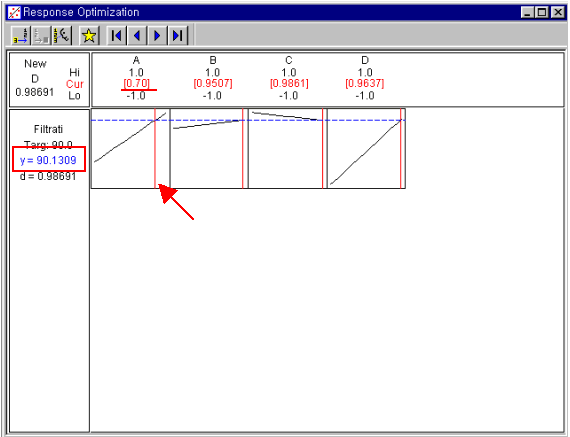 Response Optimization
New
D
0.98691
Hi
Cur
Lo
A
1.0
[0.70]
-1.0
B
1.0
[0.9507]
-1.0
C
1.0
[0.9861]
-1.0
D
1.0
[0.9637]
-1.0
Filtrati
Targ: 90.0
y = 90.1309
d = 0.98691